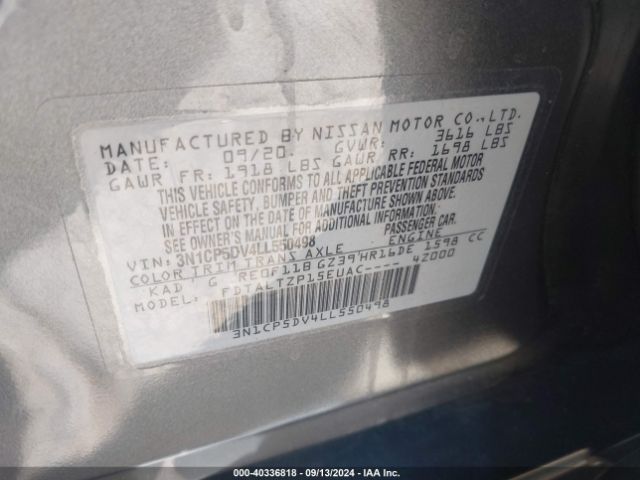 MANUFACTURED BY NISSAN MOTOR CO.,LTD.
DATE: 09/20. GVWR: 3616 LBS
GAWR FR: 1918 LBS GAWR RR: 1698 LBS
THIS VEHICLE CONFORMS TO ALL APPLICABLE FEDERAL MOTOR
VEHICLE SAFETY, BUMPER, AND THEFT PREVENTION STANDARDS
IN EFFECT ON THE DATE OF MANUFACTURE SHOWN ABOVE.
SEE OWNER'S MANUAL FOR ADDITIONAL INFORMATION.
VIN: 3N1CP5DV4LL550498 PASSENGER CAR.
COLOR TRIM TRANS AXLE ENGINE
KAD G RE0F11B GZ39 HR16DE 1598 CC
MODEL: FDTALTZP15EUAC---- 4Z000
3N1CP5DV4LL550498
000-40336818 - 09/13/2024 - IAA Inc.